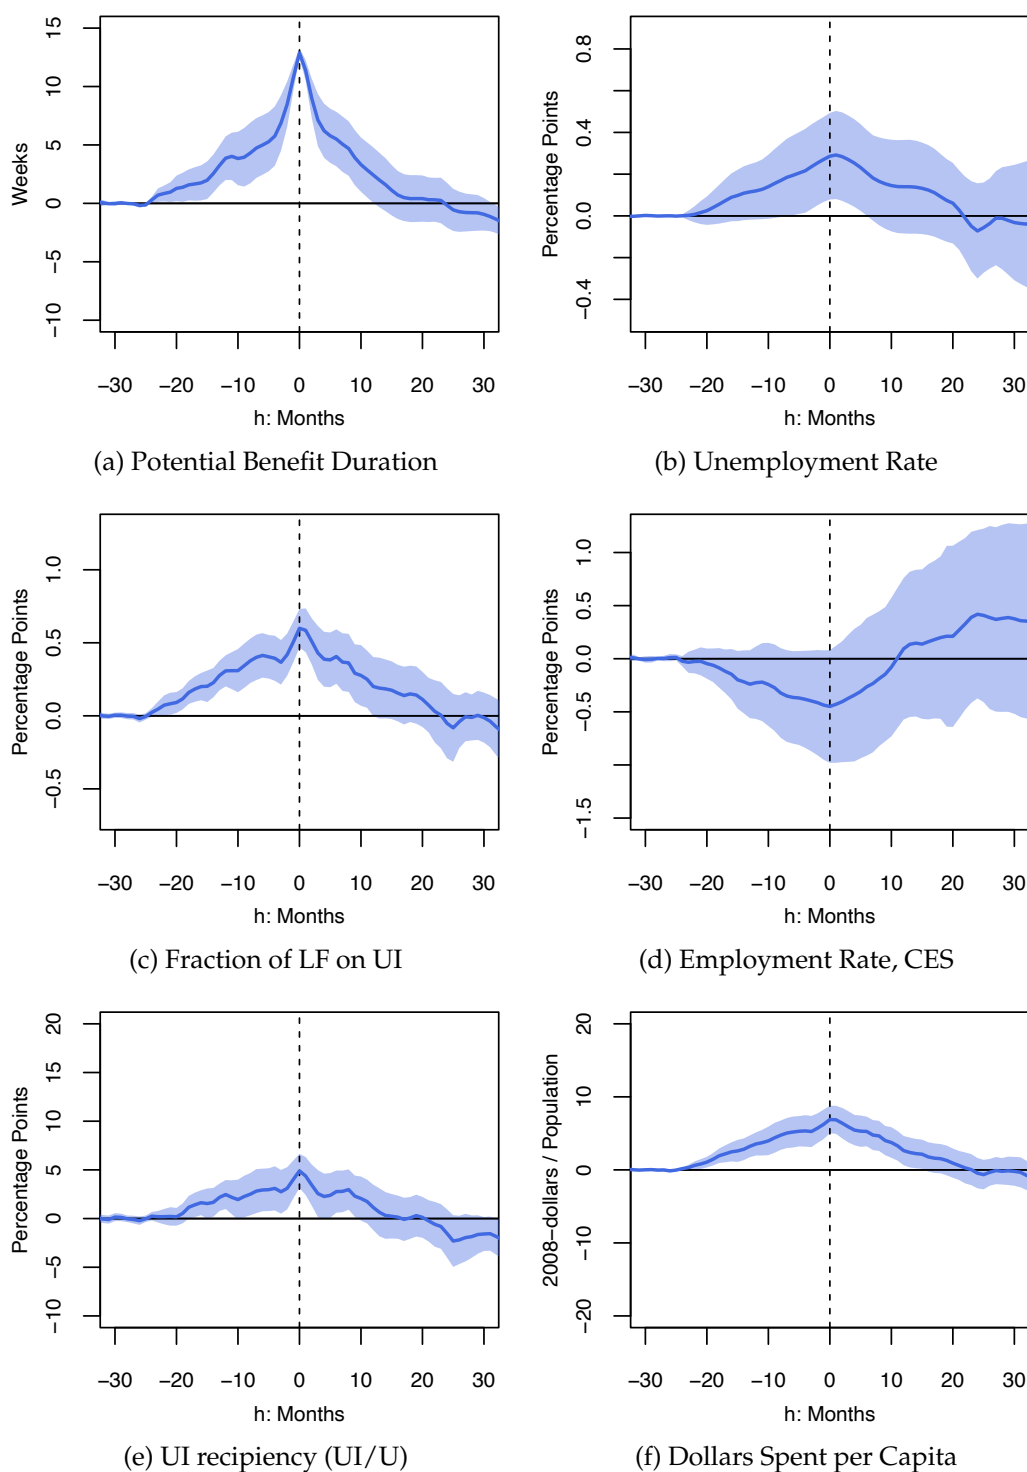 15
10
5
0
−5
−10
Weeks
−30 −20 −10 0 10 20 30
h: Months
(a) Potential Benefit Duration
0.8
0.4
0.0
−0.4
Percentage Points
−30 −20 −10 0 10 20 30
h: Months
(b) Unemployment Rate
1.0
0.5
0.0
−0.5
Percentage Points
−30 −20 −10 0 10 20 30
h: Months
(c) Fraction of LF on UI
1.0
0.5
0.0
−0.5
−1.5
Percentage Points
−30 −20 −10 0 10 20 30
h: Months
(d) Employment Rate, CES
20
15
10
5
0
−5
−10
Percentage Points
−30 −20 −10 0 10 20 30
h: Months
(e) UI recipiency (UI/U)
20
10
0
−10
−20
2008−dollars / Population
−30 −20 −10 0 10 20 30
h: Months
(f) Dollars Spent per Capita